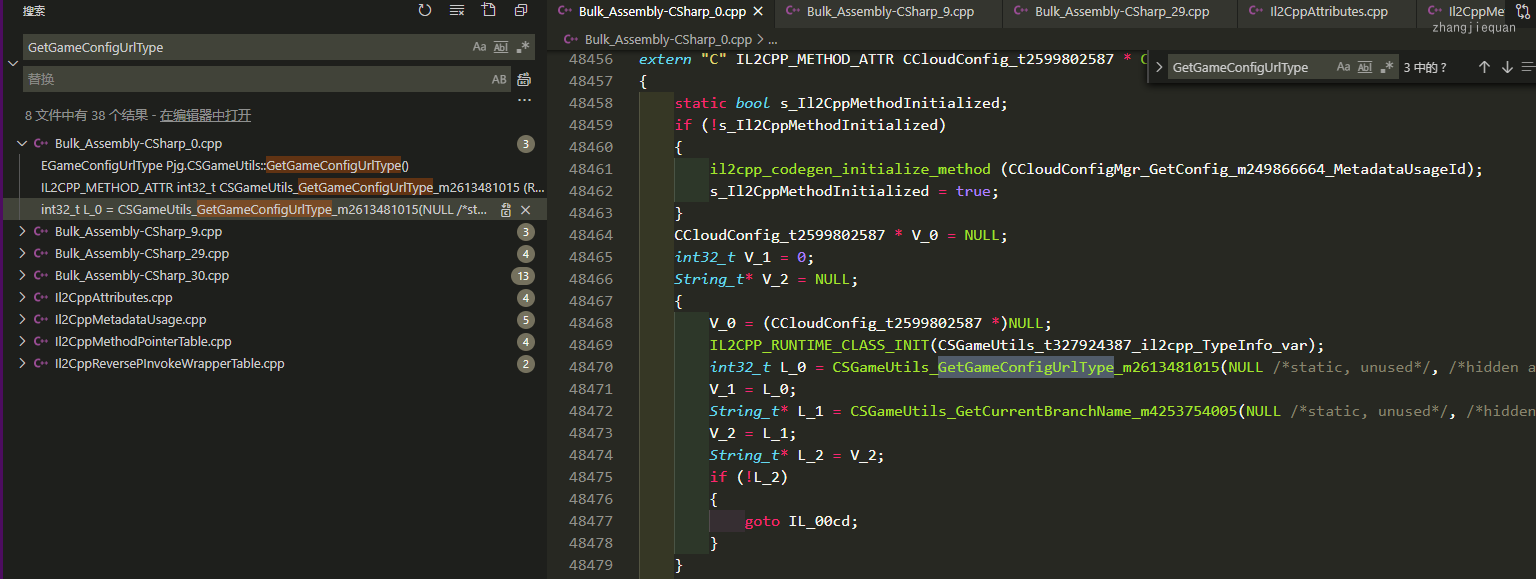 搜索
GetGameConfigUrlType
Aa Abl .*
替换
AB
8 文件中有 38 个结果 - 在编辑器中打开
Bulk_Assembly-CSharp_0.cpp 3
EGameConfigUrlType Pjg.CSGameUtils::GetGameConfigUrlType()
IL2CPP_METHOD_ATTR int32_t CSGameUtils_GetGameConfigUrlType_m2613481015 (R...
int32_t L_0 = CSGameUtils_GetGameConfigUrlType_m2613481015(NULL /*st...
Bulk_Assembly-CSharp_9.cpp 3
Bulk_Assembly-CSharp_29.cpp 4
Bulk_Assembly-CSharp_30.cpp 13
Il2CppAttributes.cpp 4
Il2CppMetadataUsage.cpp 5
Il2CppMethodPointerTable.cpp 4
Il2CppReversePInvokeWrapperTable.cpp 2
Bulk_Assembly-CSharp_0.cpp
Bulk_Assembly-CSharp_9.cpp
Bulk_Assembly-CSharp_29.cpp
Il2CppAttributes.cpp
Il2CppMe
zhangjiequan
Bulk_Assembly-CSharp_0.cpp > ...
GetGameConfigUrlType Aa Abl .* 3 中的 ?
48456 extern "C" IL2CPP_METHOD_ATTR CCloudConfig_t2599802587 * C
48457 {
48458 static bool s_Il2CppMethodInitialized;
48459 if (!s_Il2CppMethodInitialized)
48460 {
48461 il2cpp_codegen_initialize_method (CCloudConfigMgr_GetConfig_m249866664_MetadataUsageId);
48462 s_Il2CppMethodInitialized = true;
48463 }
48464 CCloudConfig_t2599802587 * V_0 = NULL;
48465 int32_t V_1 = 0;
48466 String_t* V_2 = NULL;
48467 {
48468 V_0 = (CCloudConfig_t2599802587 *)NULL;
48469 IL2CPP_RUNTIME_CLASS_INIT(CSGameUtils_t327924387_il2cpp_TypeInfo_var);
48470 int32_t L_0 = CSGameUtils_GetGameConfigUrlType_m2613481015(NULL /*static, unused*/, /*hidden a
48471 V_1 = L_0;
48472 String_t* L_1 = CSGameUtils_GetCurrentBranchName_m4253754005(NULL /*static, unused*/, /*hidden
48473 V_2 = L_1;
48474 String_t* L_2 = V_2;
48475 if (!L_2)
48476 {
48477 goto IL_00cd;
48478 }
48479 }